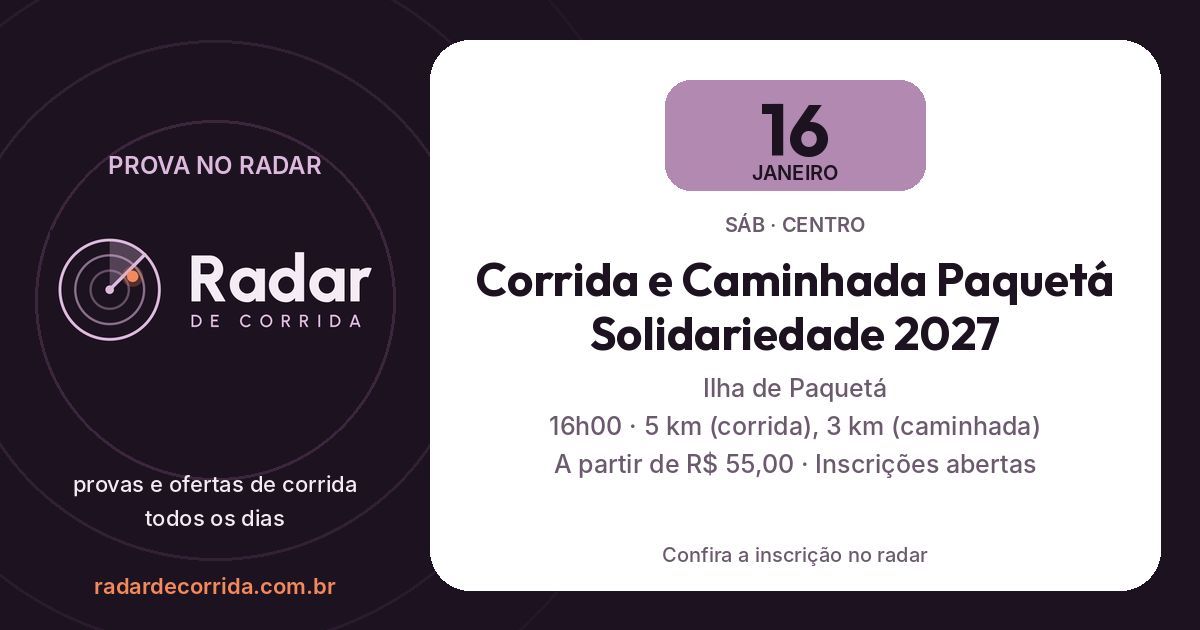 PROVA NO RADAR
Radar
DE CORRIDA
provas e ofertas de corrida
todos os dias
radardecorrida.com.br
16
JANEIRO
SÁB · CENTRO
Corrida e Caminhada Paquetá
Solidariedade 2027
Ilha de Paquetá
16h00 · 5 km (corrida), 3 km (caminhada)
A partir de R$ 55,00 · Inscrições abertas
Confira a inscrição no radar